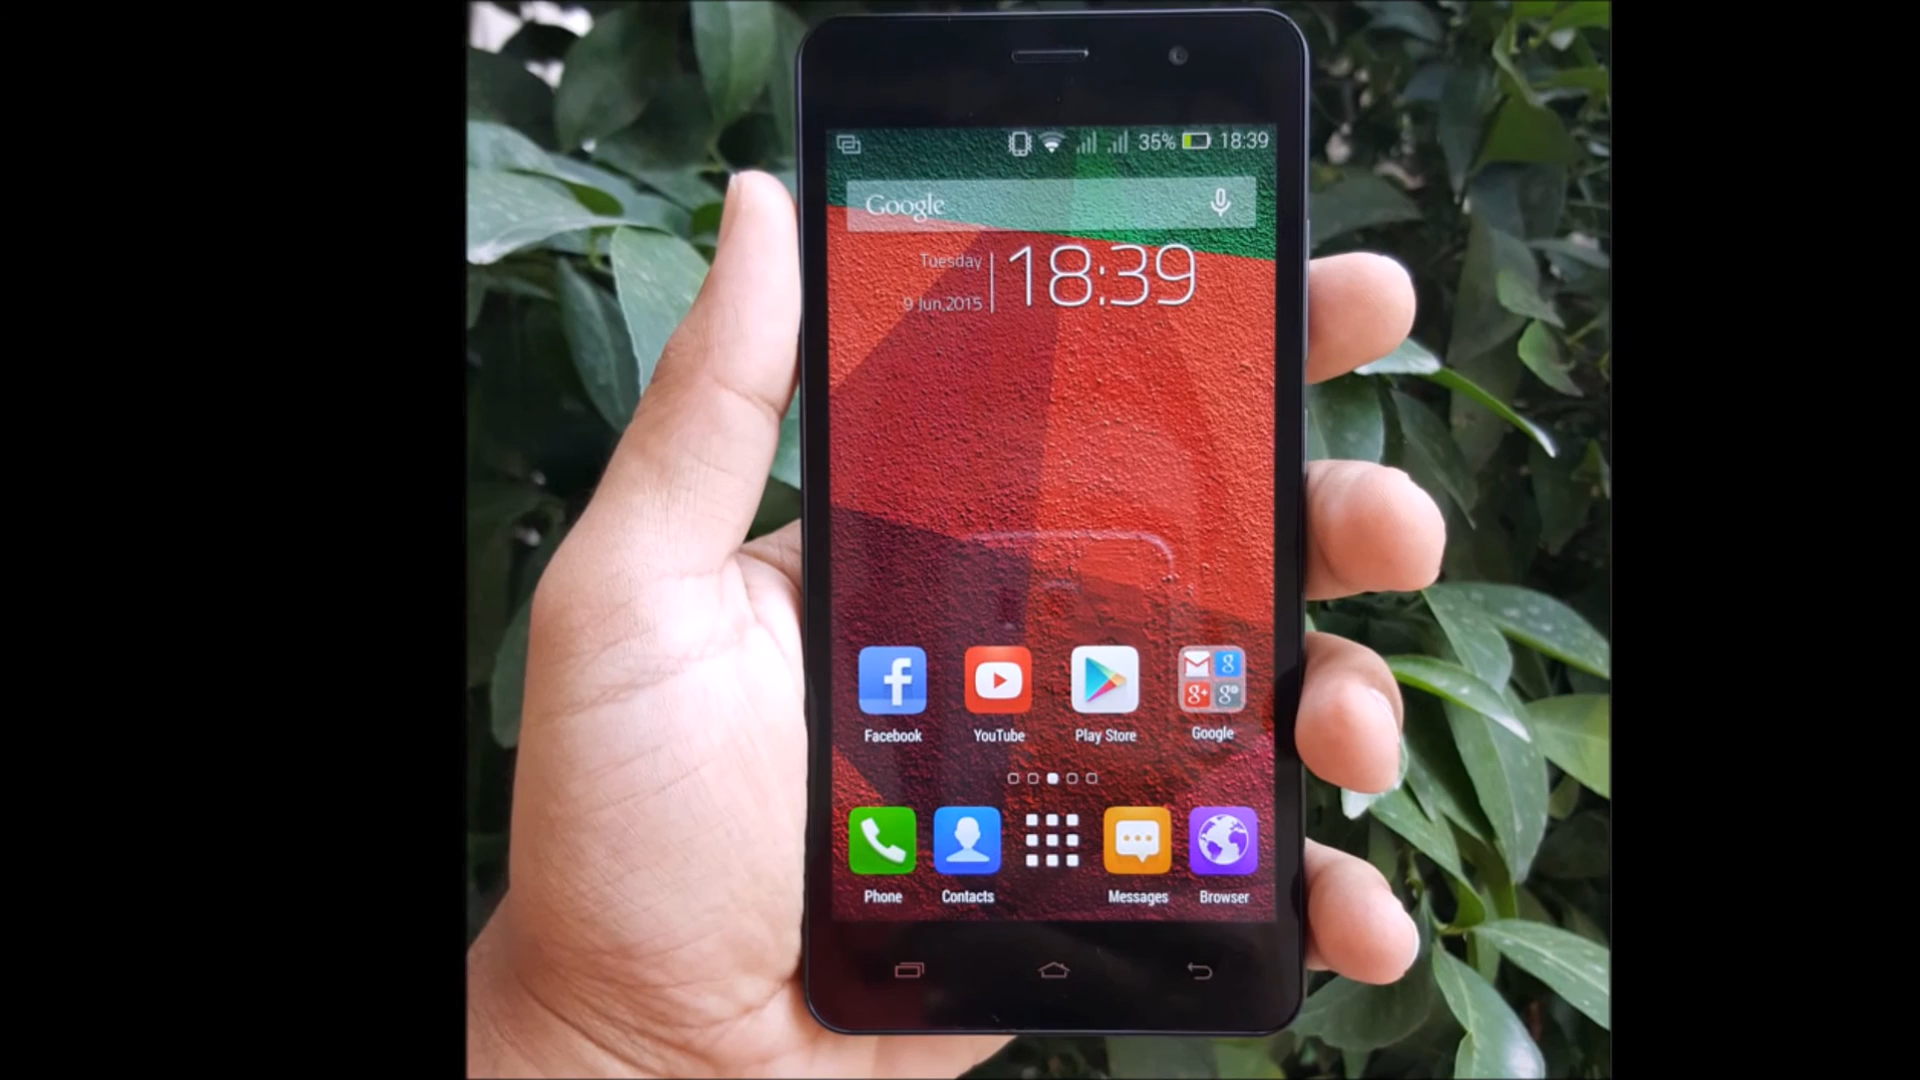 35% 18:39
Google
Tuesday
18:39
9 Jun,2015
Facebook YouTube Play Store Google
Phone Contacts Messages Browser